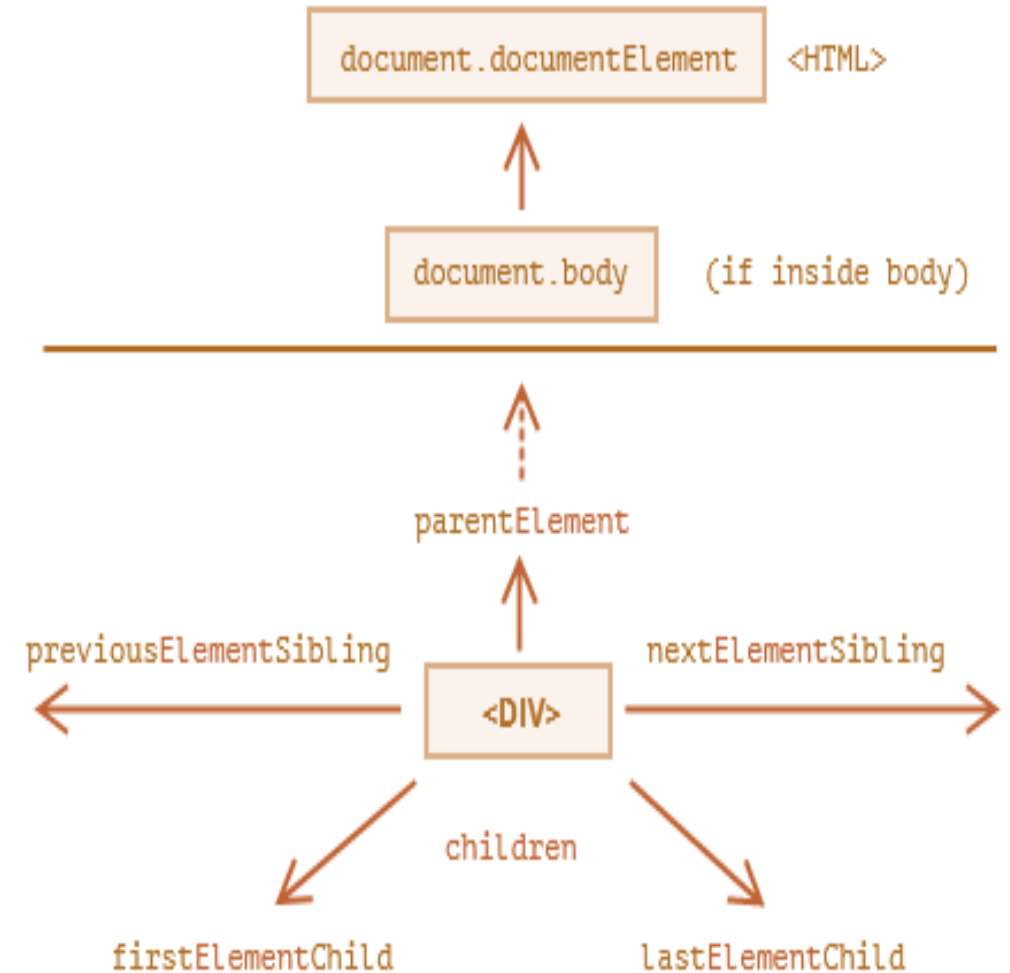 document.documentElement <HTML>
document.body (if inside body)
parentElement
previousElementSibling nextElementSibling
<DIV>
children
firstElementChild lastElementChild